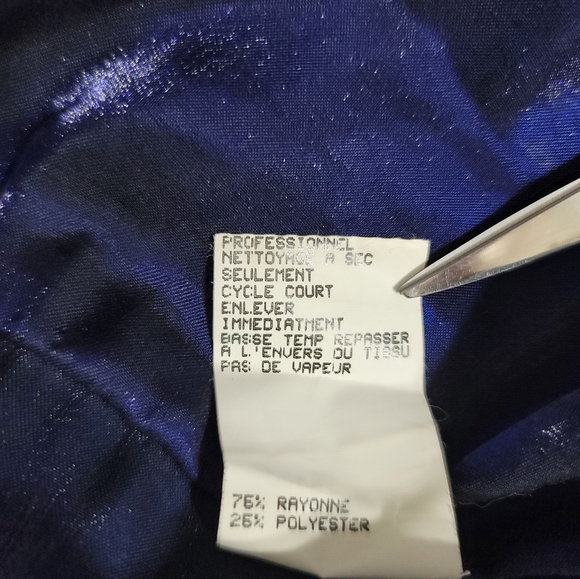 PROFESSIONNEL
NETTOYAGE A SEC
SEULEMENT
CYCLE COURT
ENLEVER
IMMEDIATMENT
BASSE TEMP REPASSER
A L'ENVERS DU TISSU
PAS DE VAPEUR
75% RAYONNE
25% POLYESTER